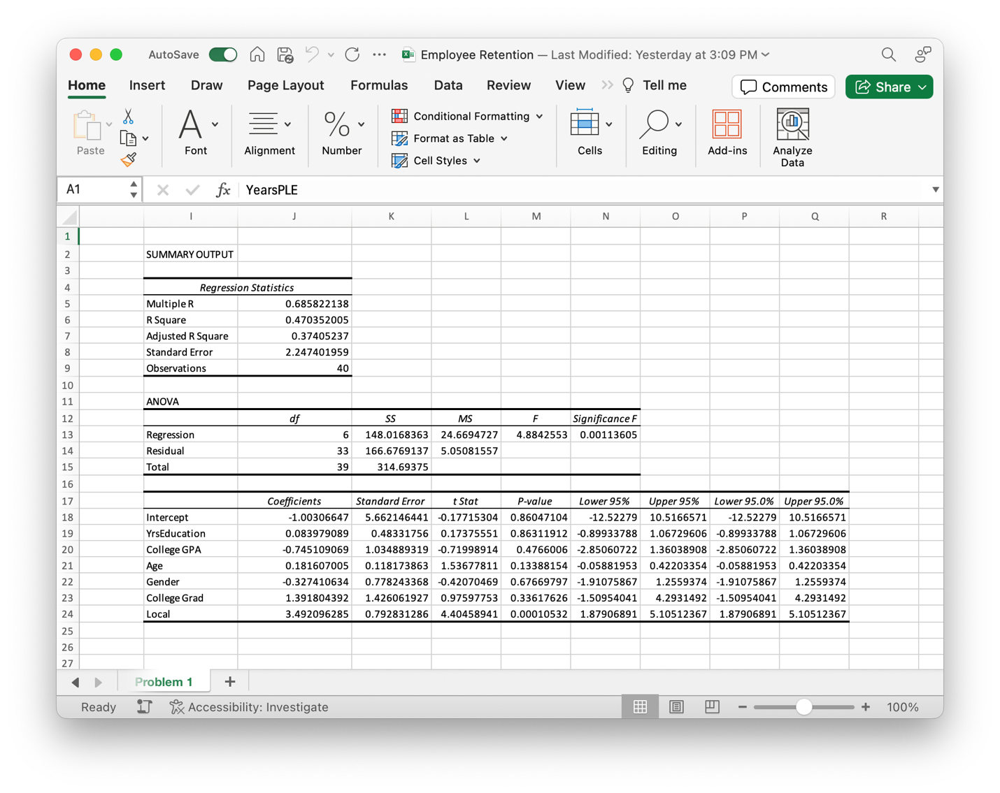 AutoSave Employee Retention — Last Modified: Yesterday at 3:09 PM
Home Insert Draw Page Layout Formulas Data Review View Tell me Comments Share
Paste Font Alignment Number Conditional Formatting Format as Table Cell Styles Cells Editing Add-ins Analyze Data
A1 fx YearsPLE
I J K L M N O P Q R
1
2 SUMMARY OUTPUT
3
4 Regression Statistics
5 Multiple R 0.685822138
6 R Square 0.470352005
7 Adjusted R Square 0.37405237
8 Standard Error 2.247401959
9 Observations 40
10
11 ANOVA
12 df SS MS F Significance F
13 Regression 6 148.0168363 24.6694727 4.8842553 0.00113605
14 Residual 33 166.6769137 5.05081557
15 Total 39 314.69375
16
17 Coefficients Standard Error t Stat P-value Lower 95% Upper 95% Lower 95.0% Upper 95.0%
18 Intercept -1.00306647 5.662146441 -0.17715304 0.86047104 -12.52279 10.5166571 -12.52279 10.5166571
19 YrsEducation 0.083979089 0.48331756 0.17375551 0.86311912 -0.89933788 1.06729606 -0.89933788 1.06729606
20 College GPA -0.745109069 1.034889319 -0.71998914 0.4766006 -2.85060722 1.36038908 -2.85060722 1.36038908
21 Age 0.181607005 0.118173863 1.53677811 0.13388154 -0.05881953 0.42203354 -0.05881953 0.42203354
22 Gender -0.327410634 0.778243368 -0.42070469 0.67669797 -1.91075867 1.2559374 -1.91075867 1.2559374
23 College Grad 1.391804392 1.426061927 0.97597753 0.33617626 -1.50954041 4.2931492 -1.50954041 4.2931492
24 Local 3.492096285 0.792831286 4.40458941 0.00010532 1.87906891 5.10512367 1.87906891 5.10512367
25
26
27
Problem 1 +
Ready Accessibility: Investigate 100%